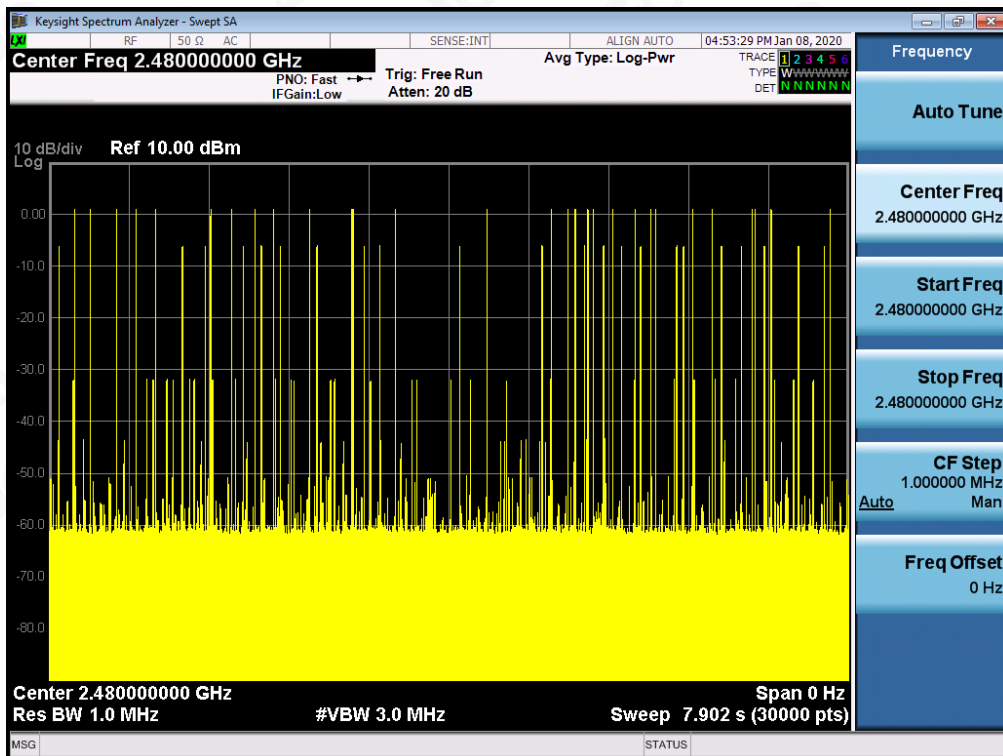 Keysight Spectrum Analyzer - Swept SA
LXI RF 50 Ω AC SENSE:INT ALIGN AUTO 04:53:29 PM Jan 08, 2020
Center Freq 2.480000000 GHz
PNO: Fast
IFGain:Low
Trig: Free Run
Atten: 20 dB
Avg Type: Log-Pwr
TRACE 1 2 3 4 5 6
TYPE W
DET N N N N N N
10 dB/div Ref 10.00 dBm
Log
0.00
-10.0
-20.0
-30.0
-40.0
-50.0
-60.0
-70.0
-80.0
Center 2.480000000 GHz Span 0 Hz
Res BW 1.0 MHz #VBW 3.0 MHz Sweep 7.902 s (30000 pts)
MSG STATUS
Frequency
Auto Tune
Center Freq
2.480000000 GHz
Start Freq
2.480000000 GHz
Stop Freq
2.480000000 GHz
CF Step
1.000000 MHz
Auto Man
Freq Offset
0 Hz